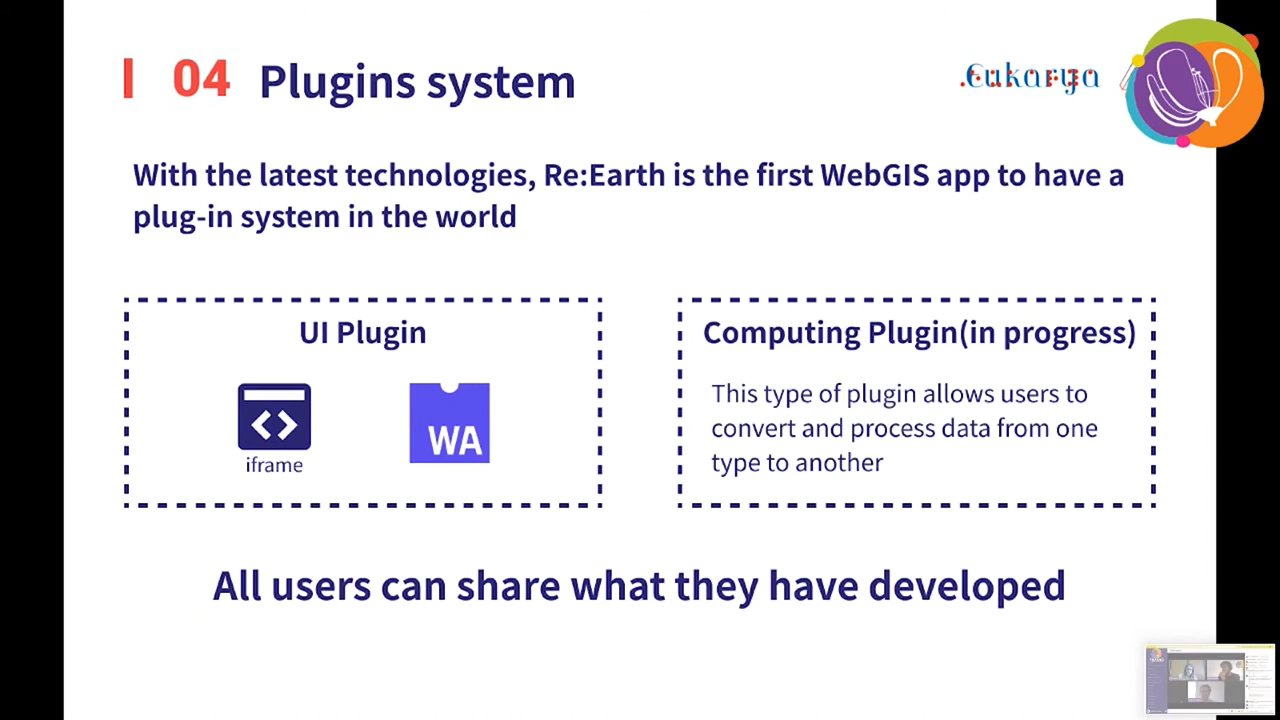 04 Plugins system
Eukarya
With the latest technologies, Re:Earth is the first WebGIS app to have a
plug-in system in the world
UI Plugin
iframe
WA
Computing Plugin(in progress)
This type of plugin allows users to
convert and process data from one
type to another
All users can share what they have developed